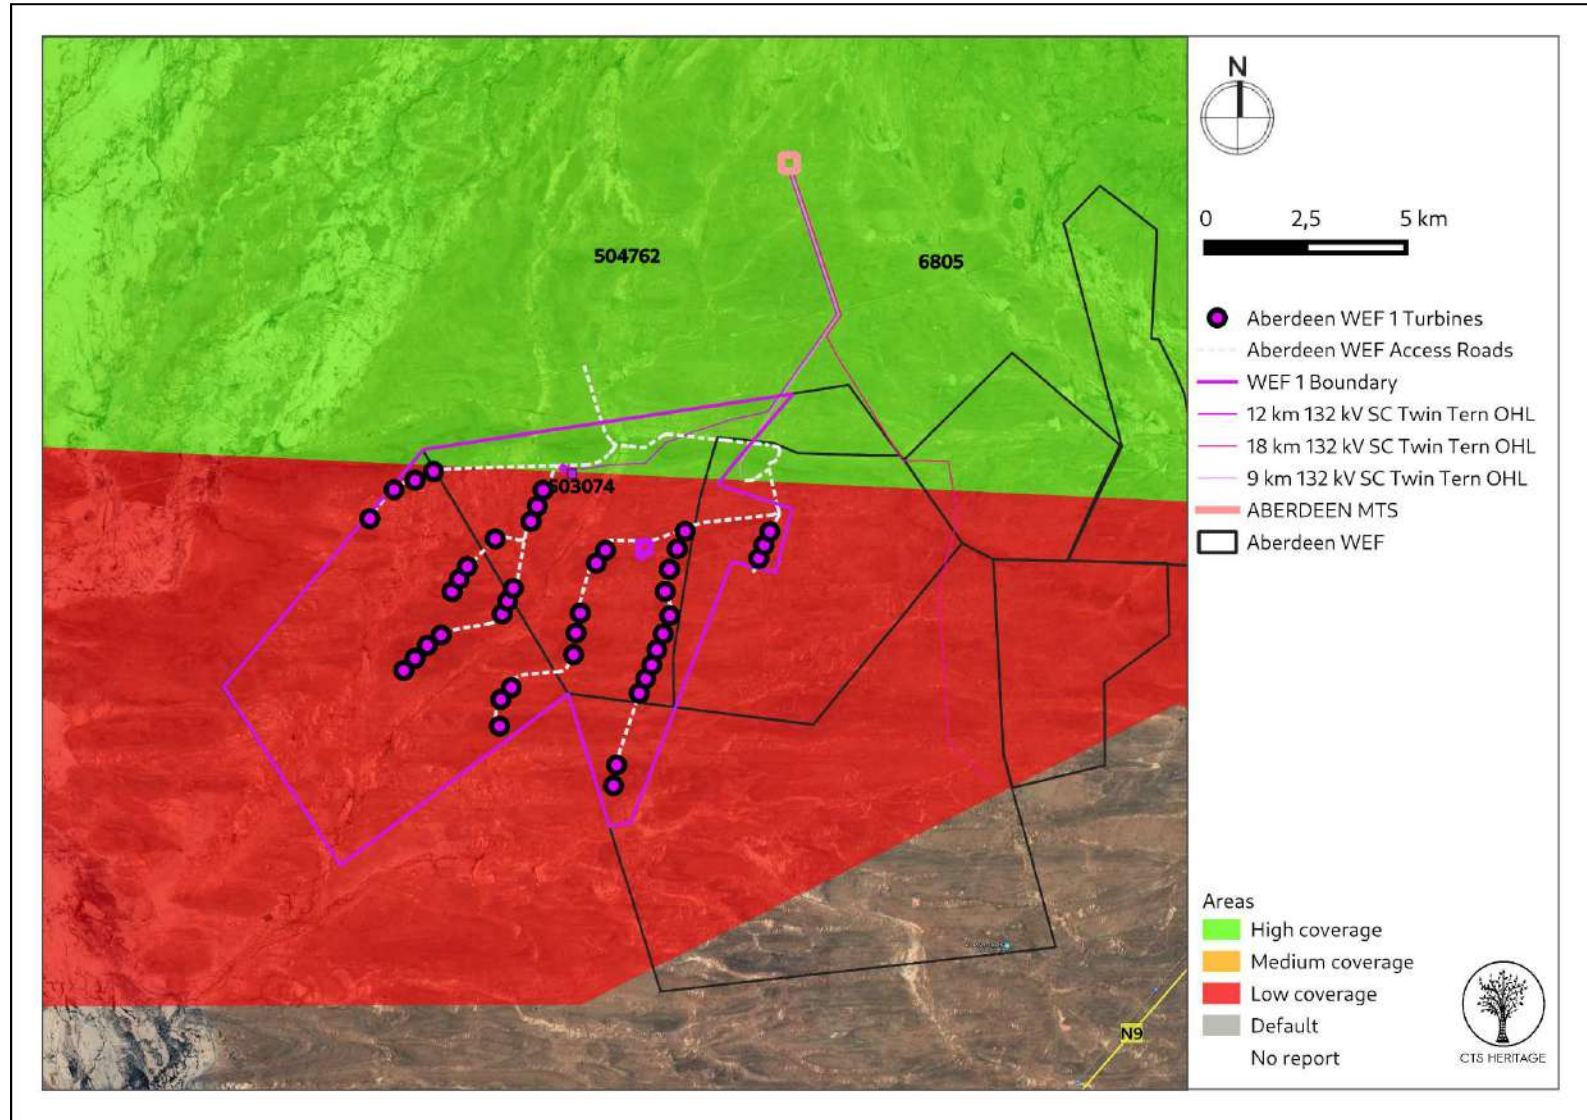 N
0 2,5 5 km
504762
6805
503074
Aberdeen WEF 1 Turbines
Aberdeen WEF Access Roads
WEF 1 Boundary
12 km 132 kV SC Twin Tern OHL
18 km 132 kV SC Twin Tern OHL
9 km 132 kV SC Twin Tern OHL
ABERDEEN MTS
Aberdeen WEF
Areas
High coverage
Medium coverage
Low coverage
Default
No report
N9
CTS HERITAGE